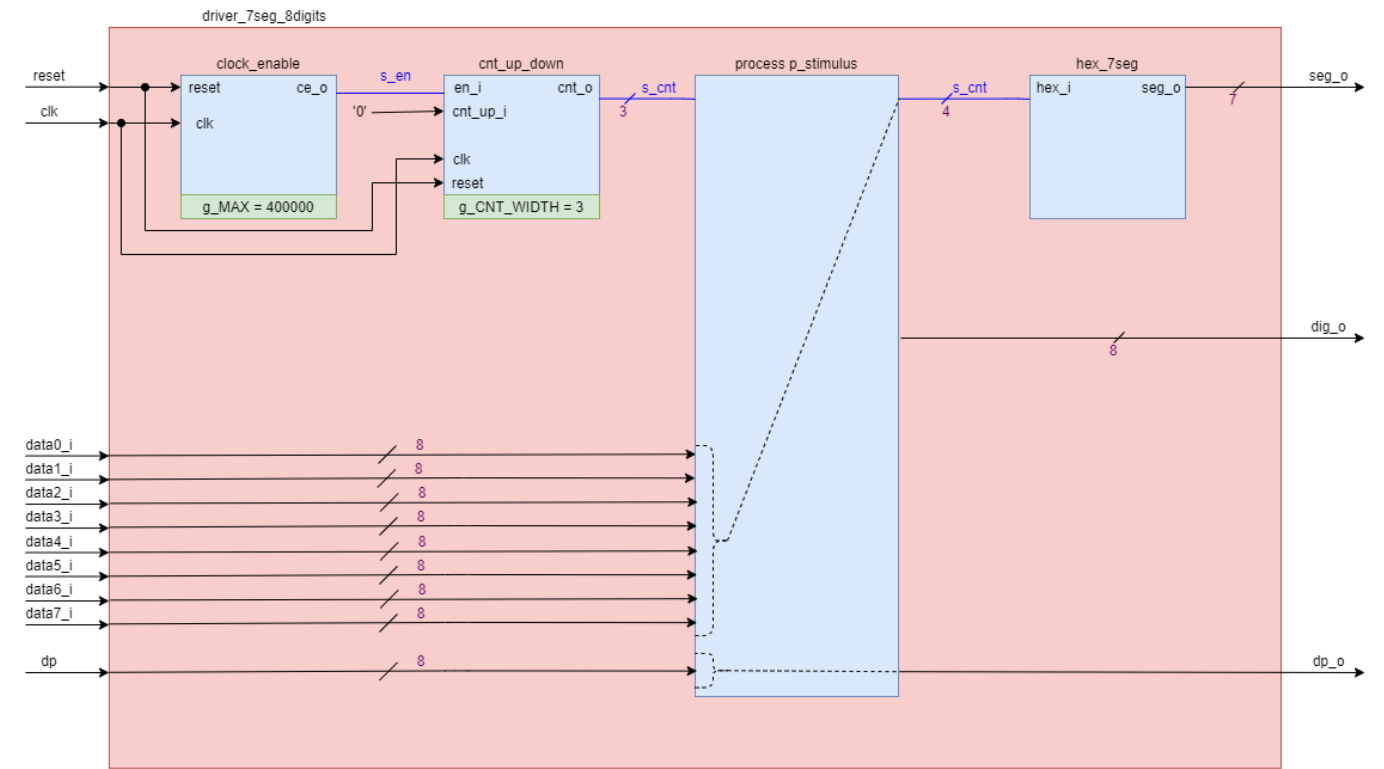 driver_7seg_8digits
clock_enable
cnt_up_down
process p_stimulus
hex_7seg
reset
clk
reset
ce_o
clk
g_MAX = 400000
s_en
'0'
en_i
cnt_o
cnt_up_i
clk
reset
g_CNT_WIDTH = 3
s_cnt
3
s_cnt
4
hex_i
seg_o
7
seg_o
8
dig_o
data0_i
8
data1_i
8
data2_i
8
data3_i
8
data4_i
8
data5_i
8
data6_i
8
data7_i
8
dp
8
dp_o